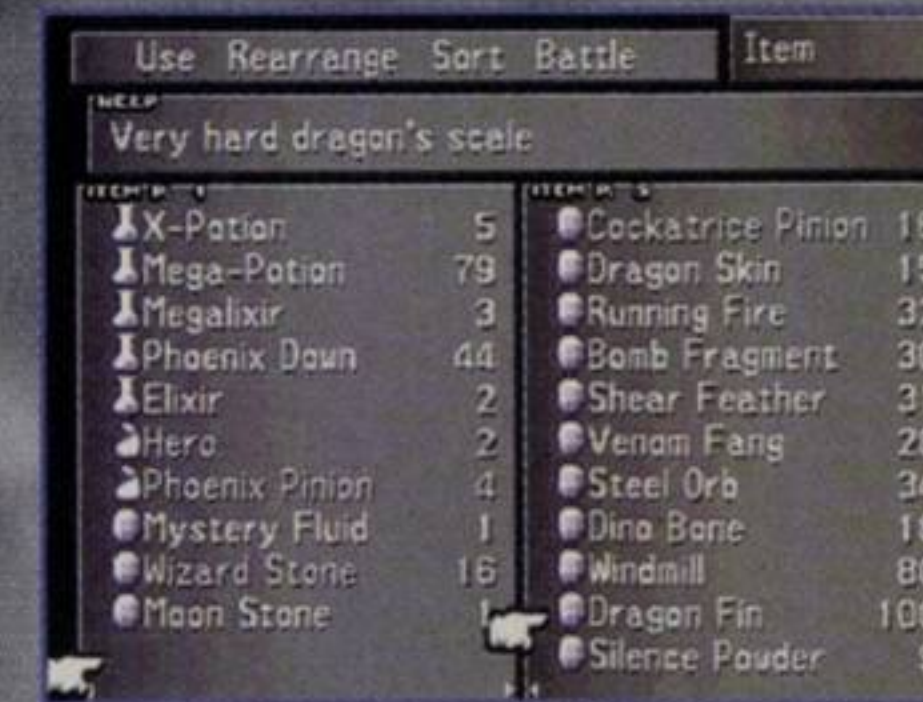 Use Rearrange Sort Battle
Item
HELP
Very hard dragon's scale
X-Potion 5
Mega-Potion 79
Megalixir 3
Phoenix Down 44
Elixir 2
Hero 2
Phoenix Pinion 4
Mystery Fluid 1
Wizard Stone 16
Moon Stone 1
Cockatrice Pinion
Dragon Skin
Running Fire
Bomb Fragment
Shear Feather
Venom Fang
Steel Orb
Dino Bone
Windmill
Dragon Fin
Silence Powder